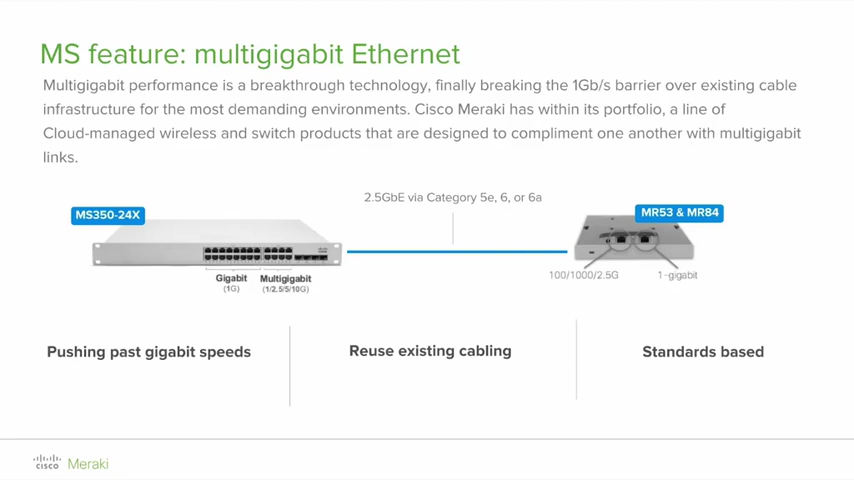 MS feature: multigigabit Ethernet
Multigigabit performance is a breakthrough technology, finally breaking the 1Gb/s barrier over existing cable
infrastructure for the most demanding environments. Cisco Meraki has within its portfolio, a line of
Cloud-managed wireless and switch products that are designed to compliment one another with multigigabit
links.
2.5GbE via Category 5e, 6, or 6a
MS350-24X
MR53 & MR84
Gigabit
(1G)
Multigigabit
(1/2.5/5/10G)
100/1000/2.5G
1-gigabit
Pushing past gigabit speeds
Reuse existing cabling
Standards based
cisco Meraki